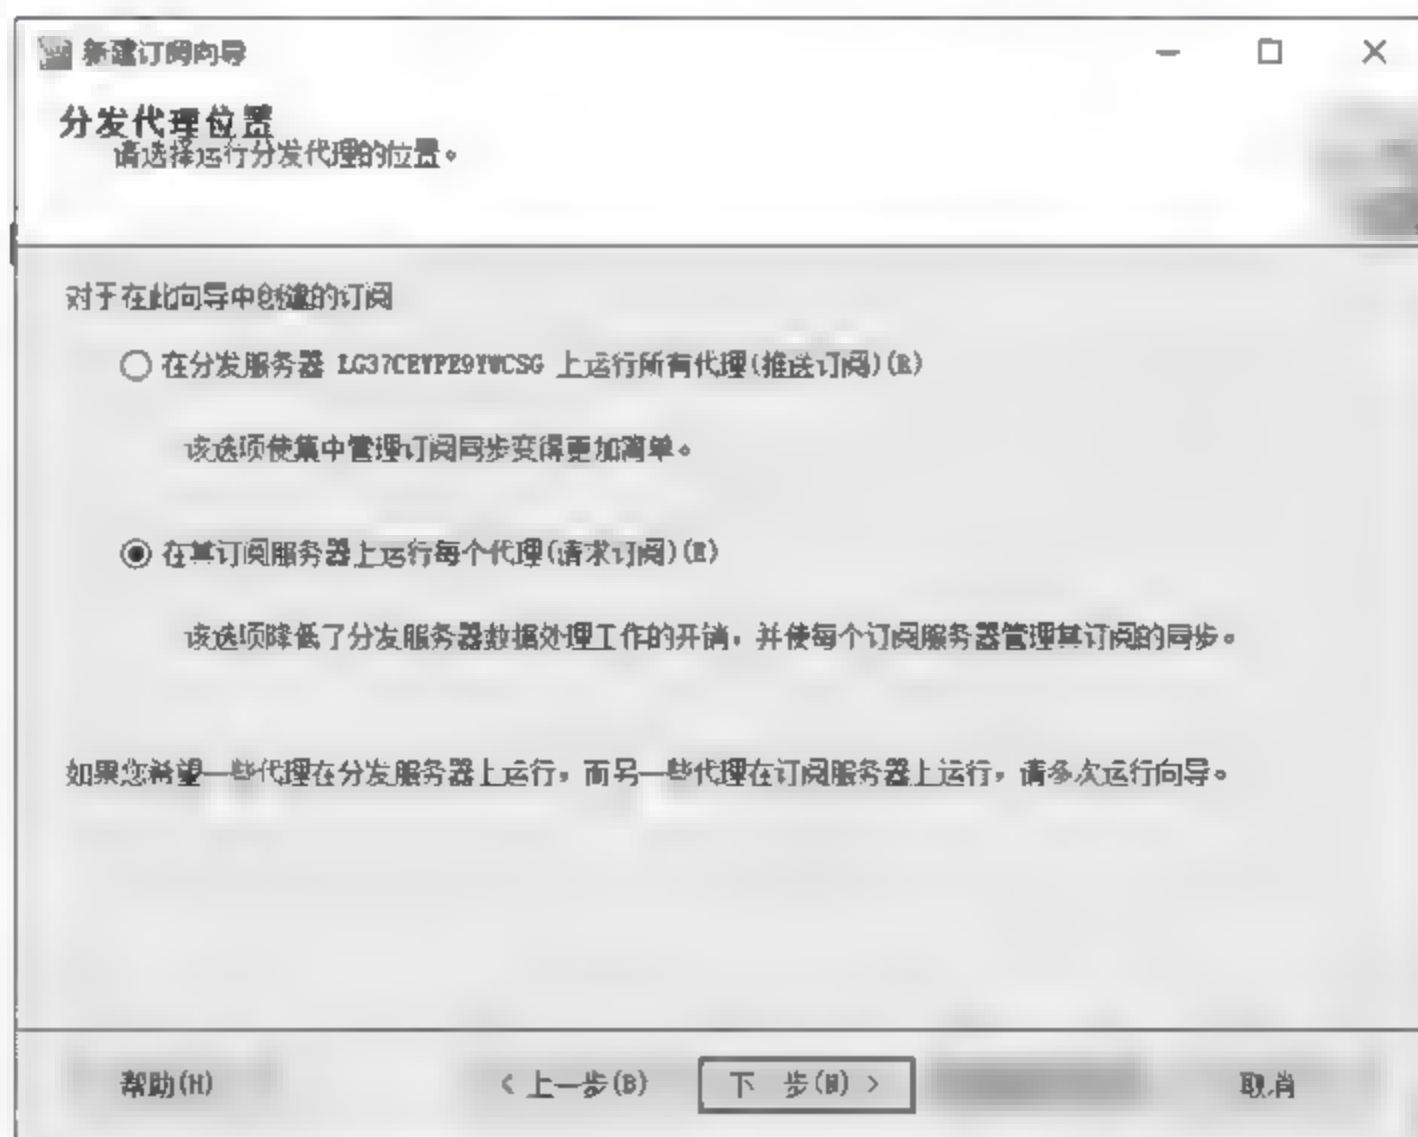 新建订阅向导
分发代理位置
请选择运行分发代理的位置。
对于在此向导中创建的订阅
在分发服务器 LG37CEYPE9YWCSG 上运行所有代理(推送订阅)(R)
该选项使集中管理订阅同步变得更加简单。
在其订阅服务器上运行每个代理(请求订阅)(E)
该选项降低了分发服务器数据处理工作的开销,并使每个订阅服务器管理其订阅的同步。
如果您希望一些代理在分发服务器上运行,而另一些代理在订阅服务器上运行,请多次运行向导。
帮助(H) < 上一步(B) 下一步(N) > 取消